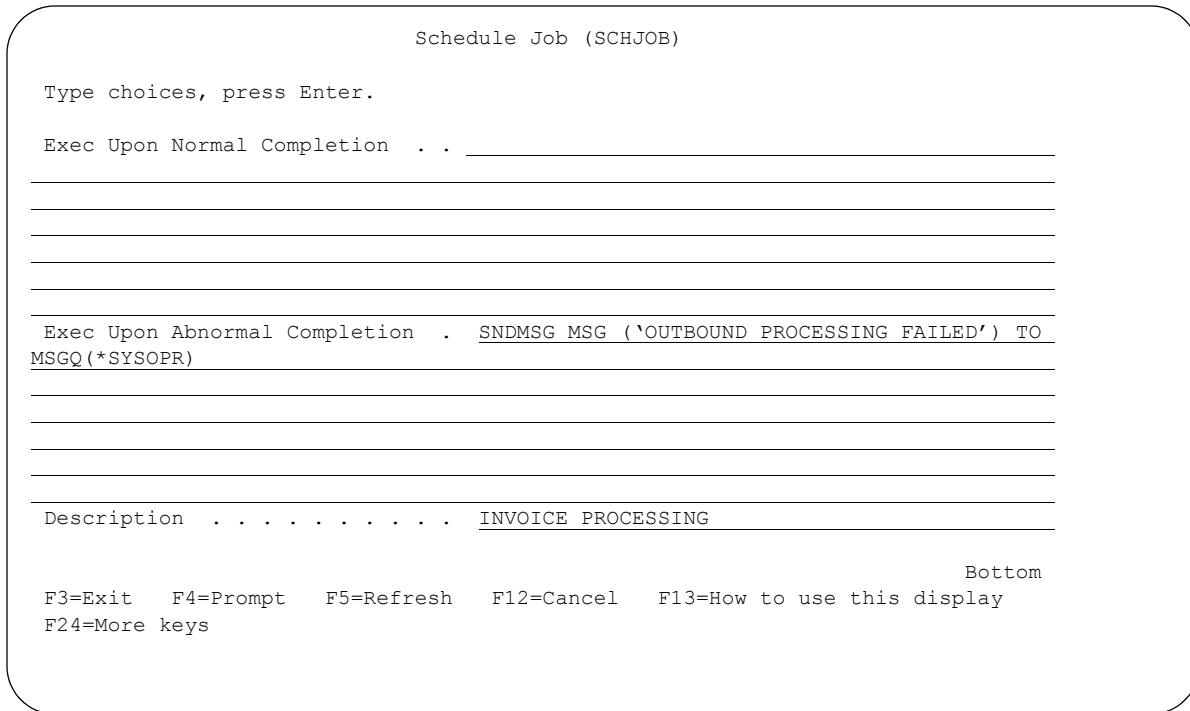 Schedule Job (SCHJOB)
Type choices, press Enter.
Exec Upon Normal Completion . .
Exec Upon Abnormal Completion . SNDMSG MSG (‘OUTBOUND PROCESSING FAILED’) TO
MSGQ(*SYSOPR)
Description . . . . . . . . . . INVOICE PROCESSING
Bottom
F3=Exit F4=Prompt F5=Refresh F12=Cancel F13=How to use this display
F24=More keys